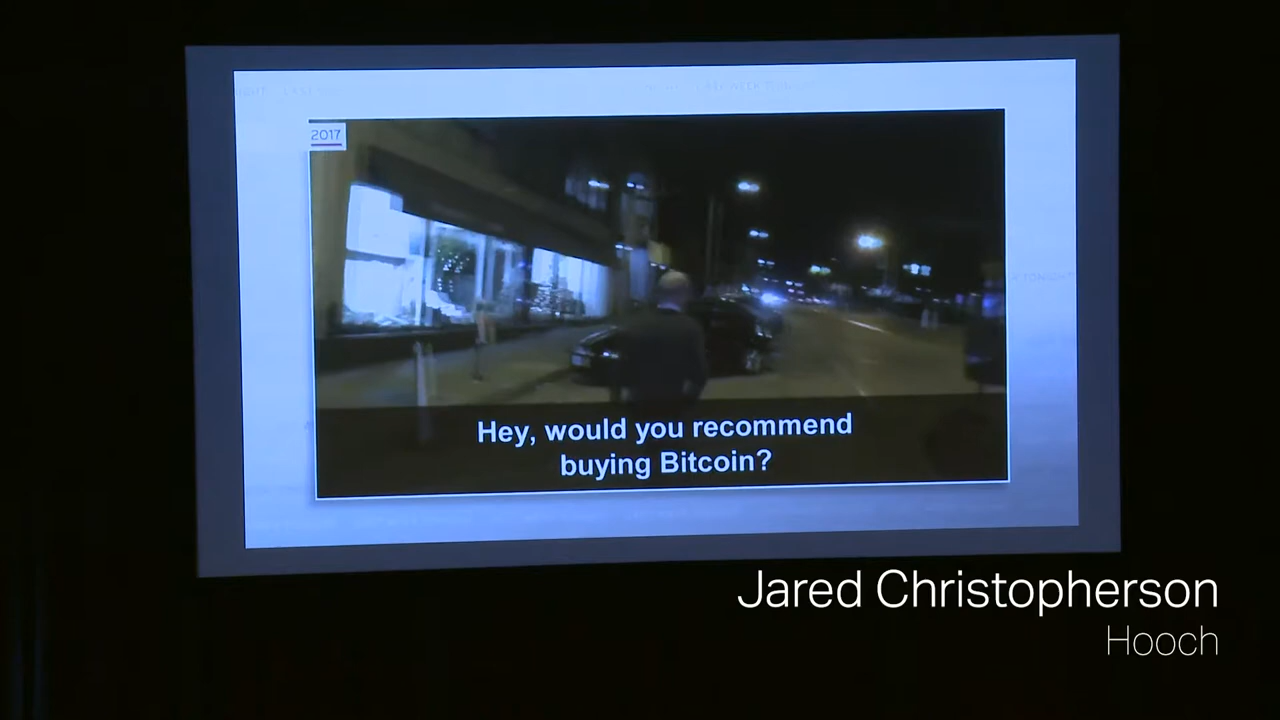 2017
Hey, would you recommend
buying Bitcoin?
Jared Christopherson
Hooch